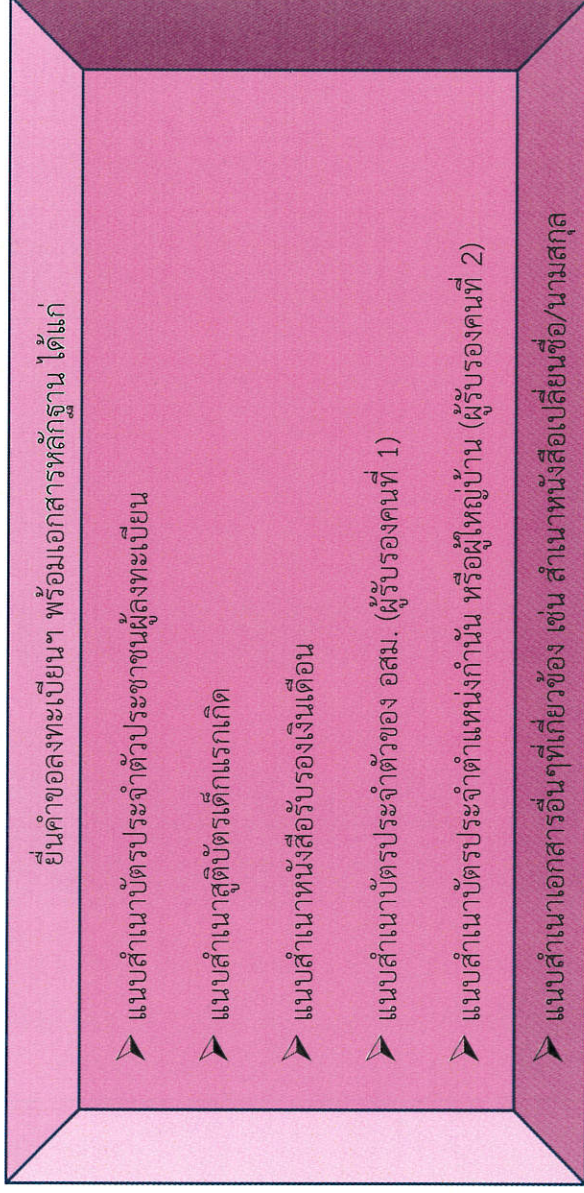 ยื่นคำขอลงทะเบียนฯ พร้อมเอกสารหลักฐาน ได้แก่
➢ แนบสำเนาบัตรประจำตัวประชาชนผู้ลงทะเบียน
➢ แนบสำเนาสูติบัตรเด็กแรกเกิด
➢ แนบสำเนาหนังสือรับรองเงินเดือน
➢ แนบสำเนาบัตรประจำตัวของ อสม. (ผู้รับรองคนที่ 1)
➢ แนบสำเนาบัตรประจำตำแหน่งกำนัน หรือผู้ใหญ่บ้าน (ผู้รับรองคนที่ 2)
➢ แนบสำเนาเอกสารอื่นๆที่เกี่ยวข้อง เช่น สำเนาหนังสือเปลี่ยนชื่อ/นามสกุล